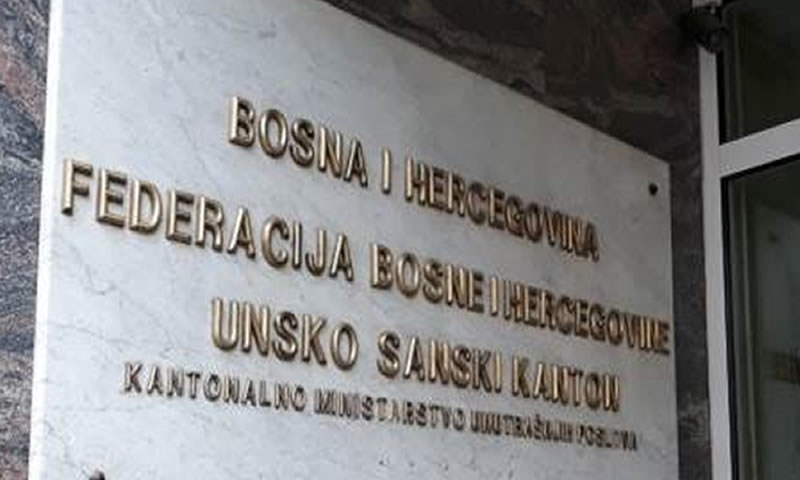 BOSNA I HERCEGOVINA
FEDERACIJA BOSNE I HERCEGOVINE
UNSKO SANSKI KANTON
KANTONALNO MINISTARSTVO UNUTRAŠNJIH POSLOVA